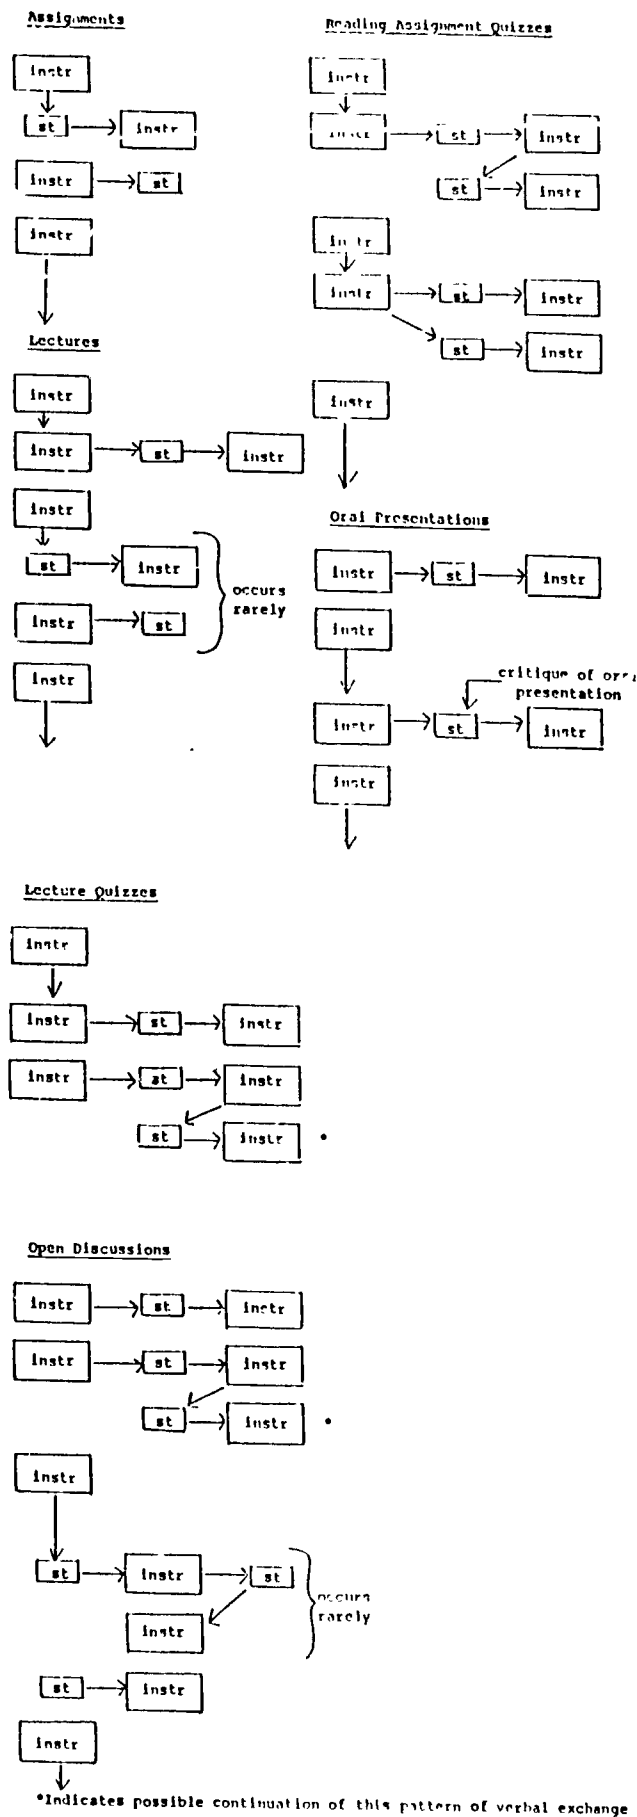 Assignments
instr
st instr
instr st
instr
Lectures
instr
instr st instr
instr
st instr
instr st
occurs
rarely
instr
Reading Assignment Quizzes
instr
instr st instr
st instr
instr
instr st instr
st instr
instr
Oral Presentations
instr st instr
instr
critique of oral
presentation
instr st instr
instr
Lecture Quizzes
instr
instr st instr
instr st instr
st instr *
Open Discussions
instr st instr
instr st instr
st instr *
instr
st instr st
instr
occurs
rarely
st instr
instr
*Indicates possible continuation of this pattern of verbal exchange